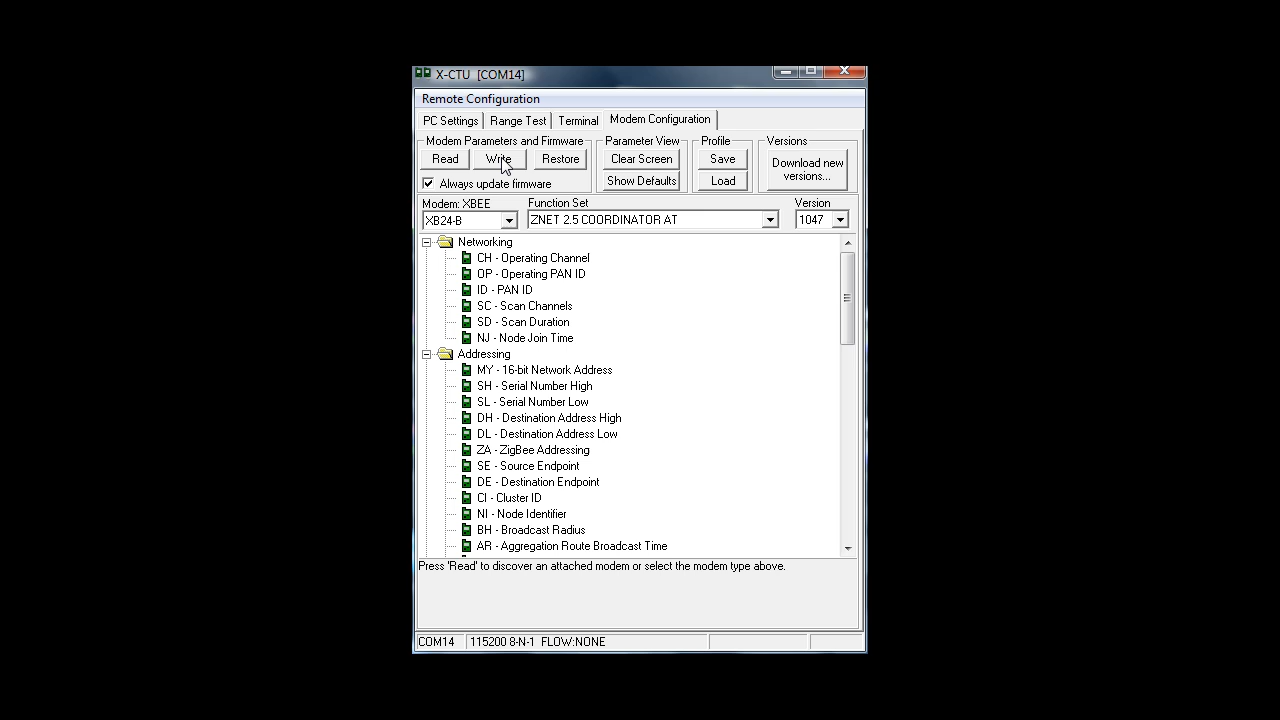 X-CTU [COM14]
Remote Configuration
PC Settings Range Test Terminal Modem Configuration
Modem Parameters and Firmware Parameter View Profile Versions
Read Write Restore Clear Screen Save Download new versions...
Always update firmware Show Defaults Load
Modem: XBEE Function Set Version
XB24-B ZNET 2.5 COORDINATOR AT 1047
Networking
CH - Operating Channel
OP - Operating PAN ID
ID - PAN ID
SC - Scan Channels
SD - Scan Duration
NJ - Node Join Time
Addressing
MY - 16-bit Network Address
SH - Serial Number High
SL - Serial Number Low
DH - Destination Address High
DL - Destination Address Low
ZA - ZigBee Addressing
SE - Source Endpoint
DE - Destination Endpoint
CI - Cluster ID
NI - Node Identifier
BH - Broadcast Radius
AR - Aggregation Route Broadcast Time
Press 'Read' to discover an attached modem or select the modem type above.
COM14 115200 8-N-1 FLOW:NONE